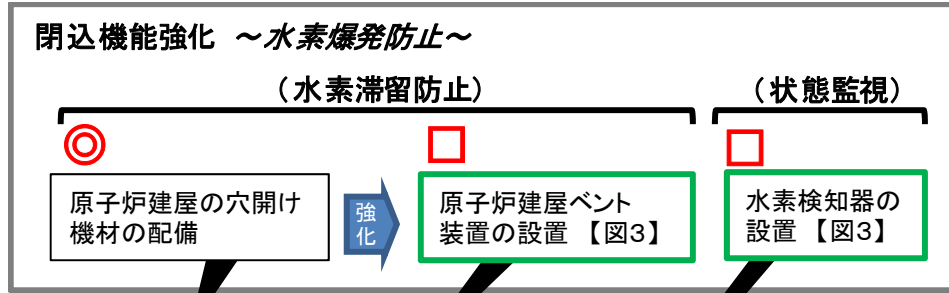 閉込機能強化 ~水素爆発防止~
(水素滞留防止)
(状態監視)
◎
□
□
原子炉建屋の穴開け
機材の配備
強
化
原子炉建屋ベント
装置の設置 【図3】
水素検知器の
設置 【図3】